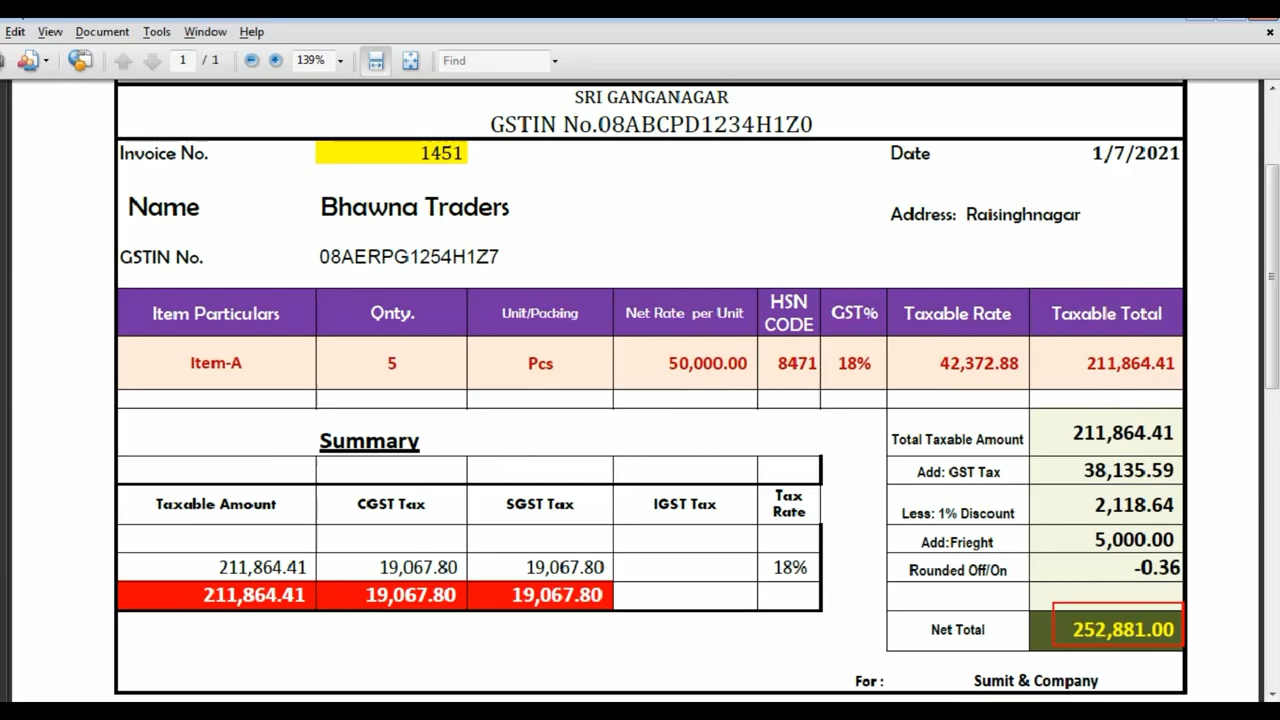 Edit View Document Tools Window Help
1 / 1 139% Find
SRI GANGANAGAR
GSTIN No.08ABCPD1234H1Z0
Invoice No. 1451 Date 1/7/2021
Name Bhawna Traders Address: Raisinghnagar
GSTIN No. 08AERPG1254H1Z7
Item Particulars Qnty. Unit/Packing Net Rate per Unit HSN CODE GST% Taxable Rate Taxable Total
Item-A 5 Pcs 50,000.00 8471 18% 42,372.88 211,864.41
Summary
Total Taxable Amount 211,864.41
Add: GST Tax 38,135.59
Less: 1% Discount 2,118.64
Add:Frieght 5,000.00
Rounded Off/On -0.36
Net Total 252,881.00
Taxable Amount CGST Tax SGST Tax IGST Tax Tax Rate
211,864.41 19,067.80 19,067.80 18%
211,864.41 19,067.80 19,067.80
For : Sumit & Company